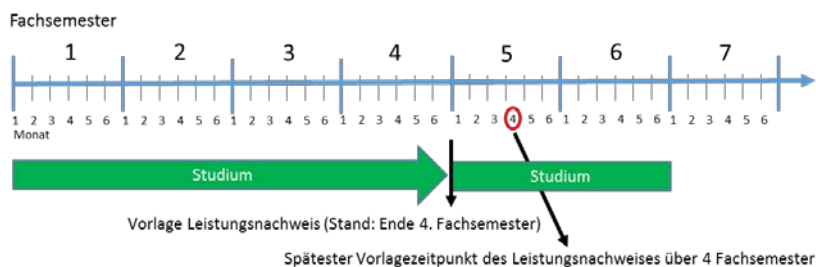 Fachsemester
1 2 3 4 5 6 7
1 2 3 4 5 6 1 2 3 4 5 6 1 2 3 4 5 6 1 2 3 4 5 6 1 2 3 4 5 6 1 2 3 4 5 6 1 2 3 4 5 6
Monat
Studium Studium
Vorlage Leistungsnachweis (Stand: Ende 4. Fachsemester)
Spätester Vorlagezeitpunkt des Leistungsnachweises über 4 Fachsemester